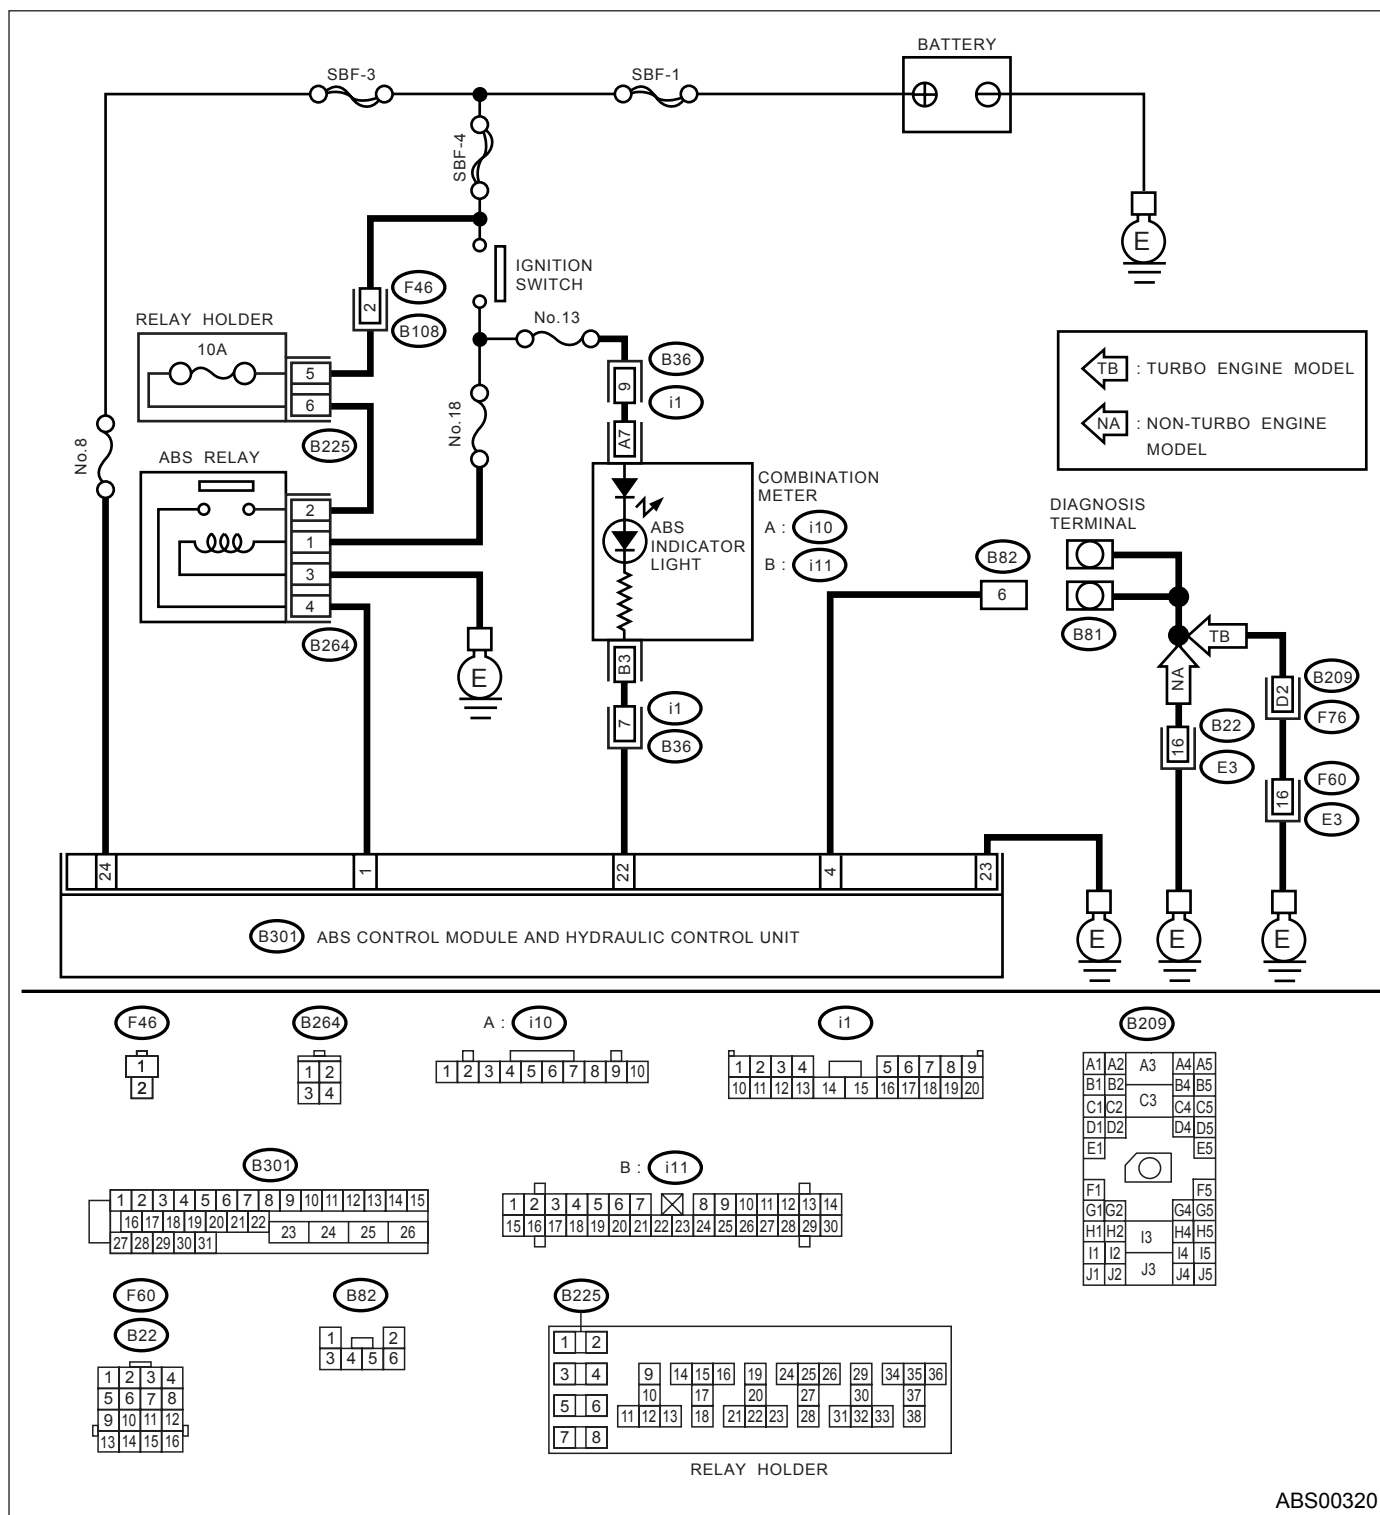 BATTERY
SBF-3
SBF-1
SBF-4
E
IGNITION
SWITCH
F46
2
B108
RELAY HOLDER
10A
5
6
B225
No.13
B36
9
i1
A7
No.18
No.8
ABS RELAY
2
1
3
4
B264
E
COMBINATION
METER
A : i10
B : i11
ABS
INDICATOR
LIGHT
B3
7
i1
B36
TB : TURBO ENGINE MODEL
NA : NON-TURBO ENGINE
MODEL
DIAGNOSIS
TERMINAL
B82
6
B81
TB
NA
D2
B209
F76
16
B22
E3
16
F60
E3
24
1
22
4
23
E
E
E
B301 ABS CONTROL MODULE AND HYDRAULIC CONTROL UNIT
F46
1
2
B264
1 2
3 4
A : i10
1 2 3 4 5 6 7 8 9 10
i1
1 2 3 4 5 6 7 8 9
10 11 12 13 14 15 16 17 18 19 20
B209
A1 A2 A3 A4 A5
B1 B2 B4 B5
C1 C2 C3 C4 C5
D1 D2 D4 D5
E1 E5
F1 F5
G1 G2 G4 G5
H1 H2 I3 H4 H5
I1 I2 I4 I5
J1 J2 J3 J4 J5
B301
1 2 3 4 5 6 7 8 9 10 11 12 13 14 15
16 17 18 19 20 21 22 23 24 25 26
27 28 29 30 31
B : i11
1 2 3 4 5 6 7 8 9 10 11 12 13 14
15 16 17 18 19 20 21 22 23 24 25 26 27 28 29 30
F60
B22
1 2 3 4
5 6 7 8
9 10 11 12
13 14 15 16
B82
1 2
3 4 5 6
B225
1 2
3 4 9 14 15 16 19 24 25 26 29 34 35 36
10 17 20 27 30 37
5 6 11 12 13 18 21 22 23 28 31 32 33 38
7 8
RELAY HOLDER
ABS00320